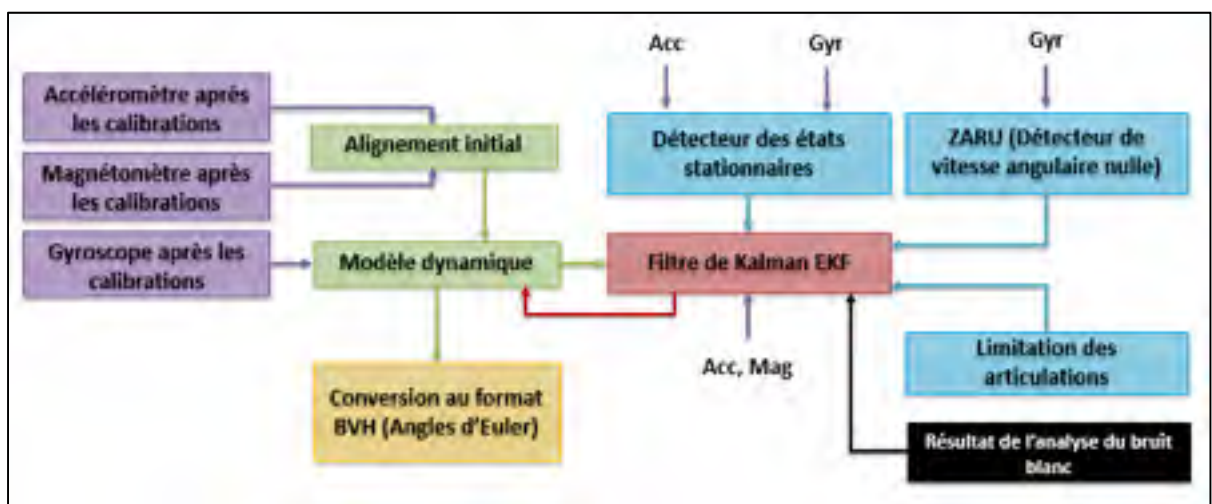 Acc
Gyr
Gyr
Accéléromètre après
les calibrations
Alignement initial
Détecteur des états
stationnaires
ZARU (Détecteur de
vitesse angulaire nulle)
Magnétomètre après
les calibrations
Gyroscope après les
calibrations
Modèle dynamique
Filtre de Kalman EKF
Acc, Mag
Limitation des
articulations
Conversion au format
BVH (Angles d'Euler)
Résultat de l'analyse du bruit
blanc